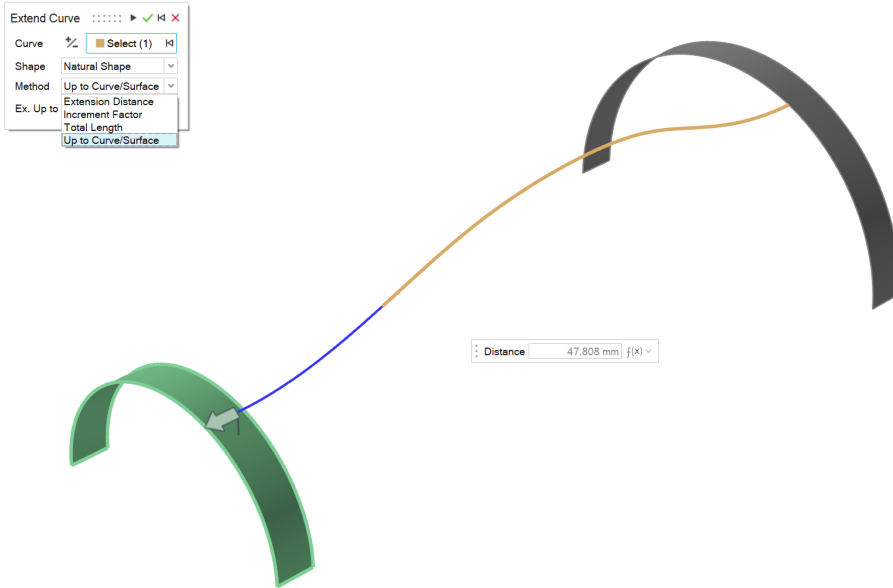 Extend Curve
Curve Select (1)
Shape Natural Shape
Method Up to Curve/Surface
Ex. Up to
Extension Distance
Increment Factor
Total Length
Up to Curve/Surface
Distance 47.808 mm f(x)